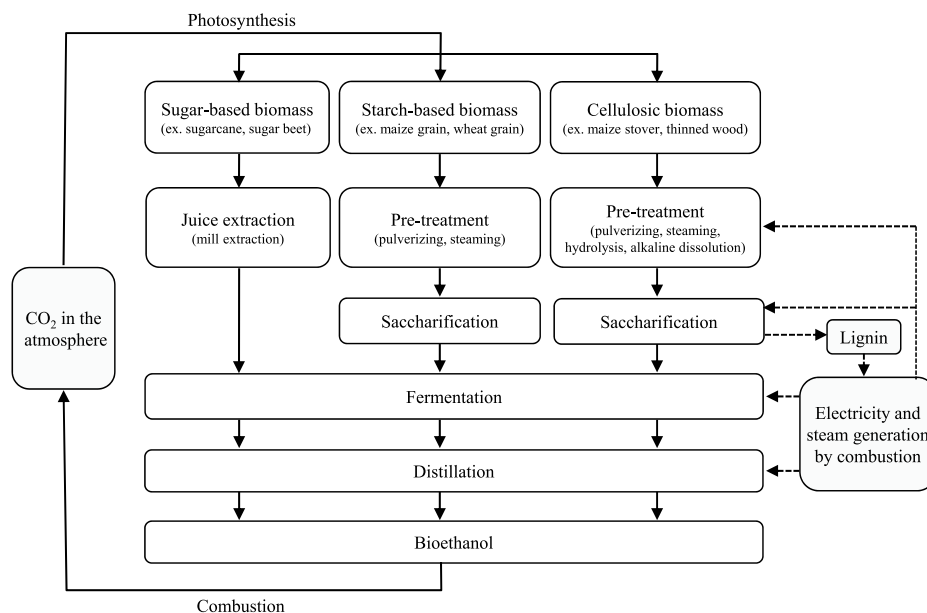 Photosynthesis
Sugar-based biomass
(ex. sugarcane, sugar beet)
Starch-based biomass
(ex. maize grain, wheat grain)
Cellulosic biomass
(ex. maize stover, thinned wood)
Juice extraction
(mill extraction)
Pre-treatment
(pulverizing, steaming)
Pre-treatment
(pulverizing, steaming,
hydrolysis, alkaline dissolution)
CO₂ in the
atmosphere
Saccharification
Saccharification
Lignin
Fermentation
Electricity and
steam generation
by combustion
Distillation
Bioethanol
Combustion